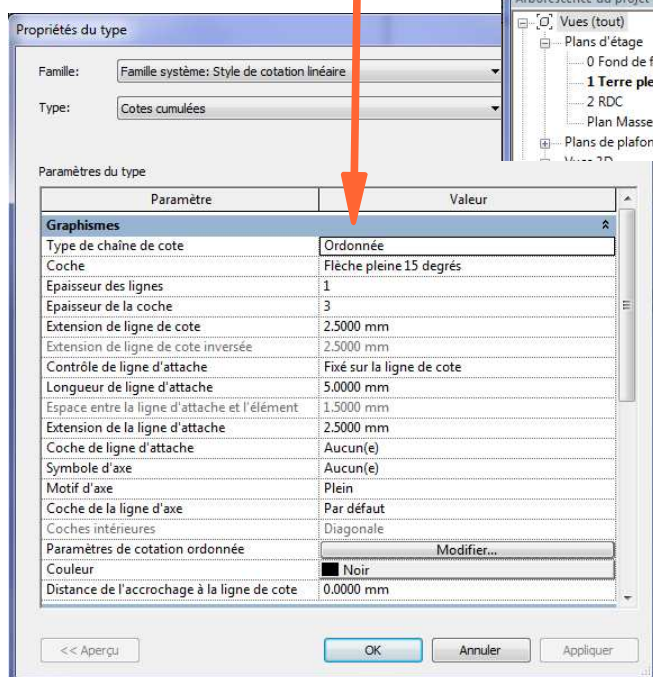 Arborescence du projet
Propriétés du type
Vues (tout)
Plans d'étage
0 Fond de f
1 Terre ple
2 RDC
Plan Masse
Plans de plafon
Famille: Famille système: Style de cotation linéaire
Type: Cotes cumulées
Paramètres du type
Paramètre Valeur
Graphismes
Type de chaîne de cote Ordonnée
Coche Flèche pleine 15 degrés
Epaisseur des lignes 1
Epaisseur de la coche 3
Extension de ligne de cote 2.5000 mm
Extension de ligne de cote inversée 2.5000 mm
Contrôle de ligne d'attache Fixé sur la ligne de cote
Longueur de ligne d'attache 5.0000 mm
Espace entre la ligne d'attache et l'élément 1.5000 mm
Extension de la ligne d'attache 2.5000 mm
Coche de ligne d'attache Aucun(e)
Symbole d'axe Aucun(e)
Motif d'axe Plein
Coche de la ligne d'axe Par défaut
Coches intérieures Diagonale
Paramètres de cotation ordonnée Modifier...
Couleur Noir
Distance de l'accrochage à la ligne de cote 0.0000 mm
<< Aperçu OK Annuler Appliquer